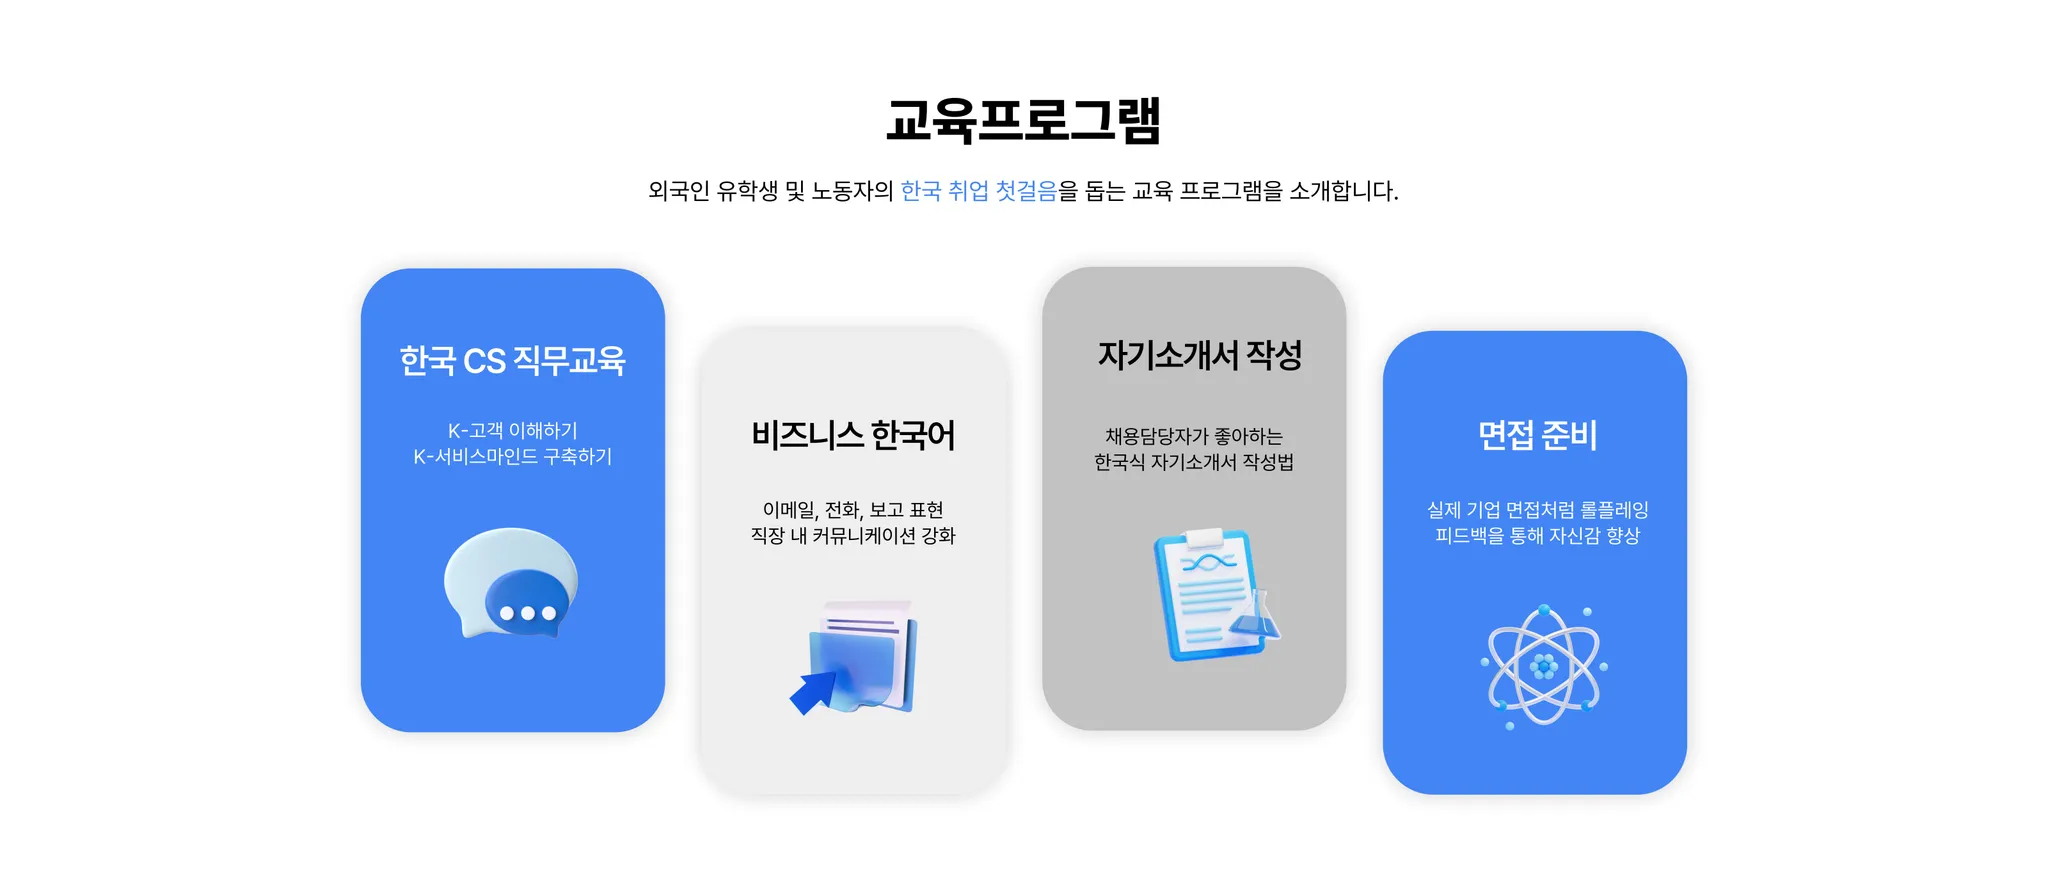 교육프로그램
외국인 유학생 및 노동자의 한국 취업 첫걸음을 돕는 교육 프로그램을 소개합니다.
한국 CS 직무교육
K-고객 이해하기
K-서비스마인드 구축하기
비즈니스 한국어
이메일, 전화, 보고 표현
직장 내 커뮤니케이션 강화
자기소개서 작성
채용담당자가 좋아하는
한국식 자기소개서 작성법
면접 준비
실제 기업 면접처럼 롤플레잉
피드백을 통해 자신감 향상